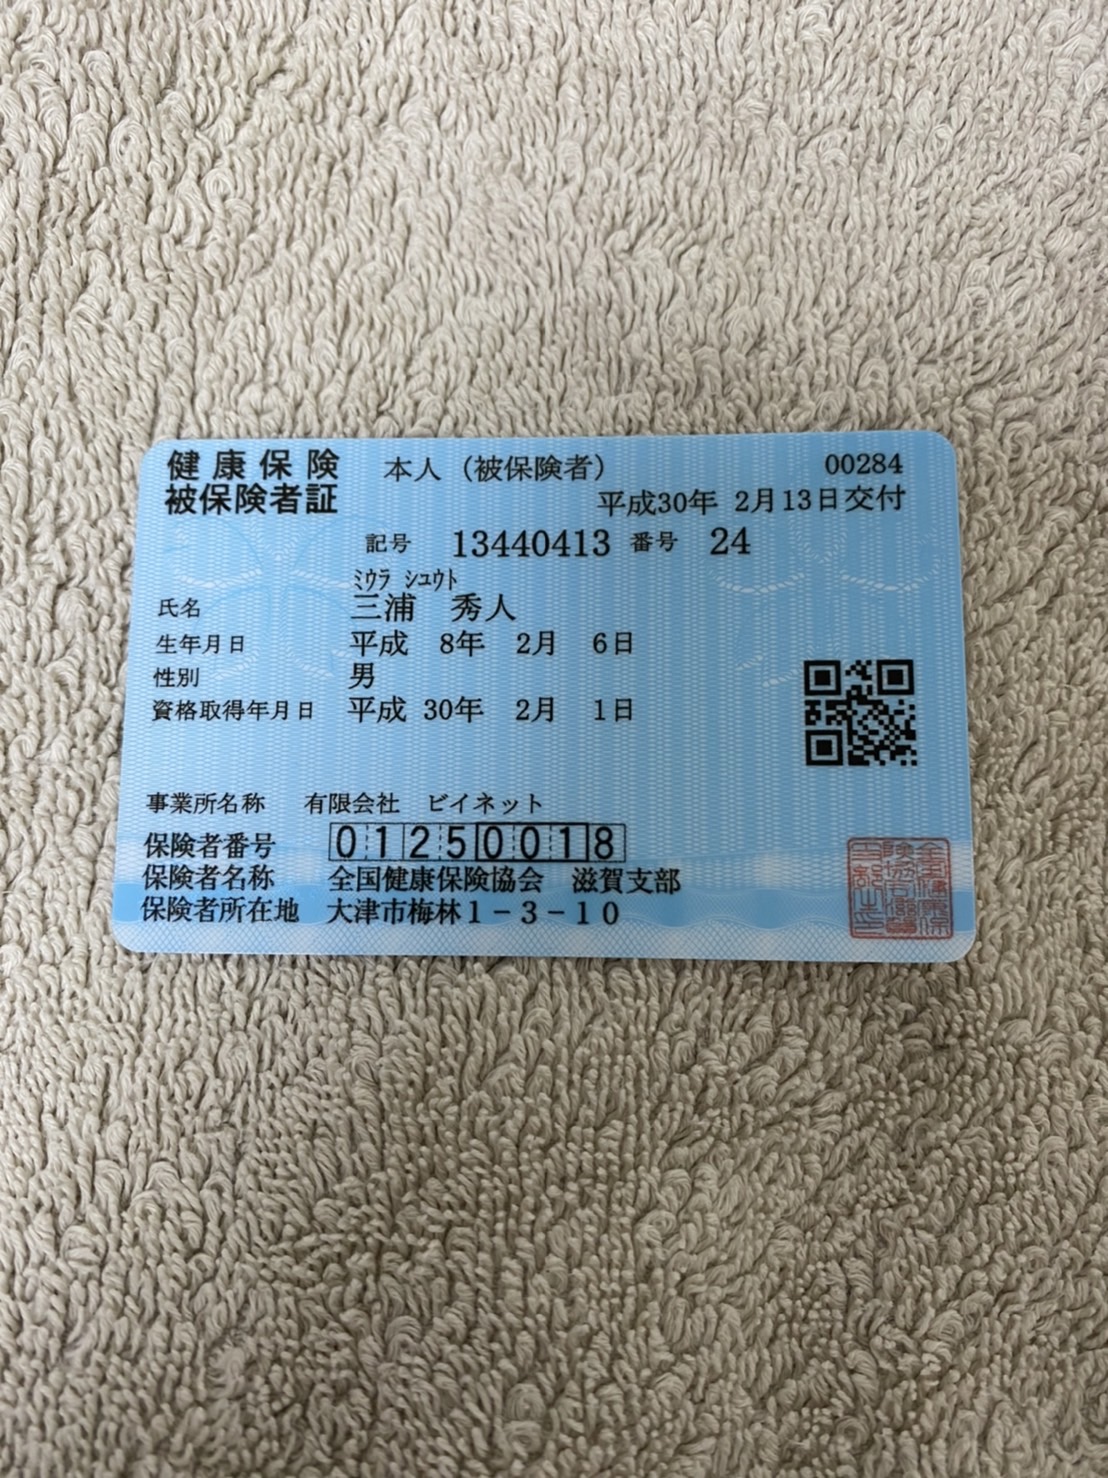 健康保険 本人（被保険者） 00284
被保険者証 平成30年 2月13日交付
記号 13440413 番号 24
ﾐｳﾗ ｼｭｳﾄ
氏名 三浦 秀人
生年月日 平成 8年 2月 6日
性別 男
資格取得年月日 平成 30年 2月 1日
事業所名称 有限会社 ビイネット
保険者番号 01250018
保険者名称 全国健康保険協会 滋賀支部
保険者所在地 大津市梅林1－3－10